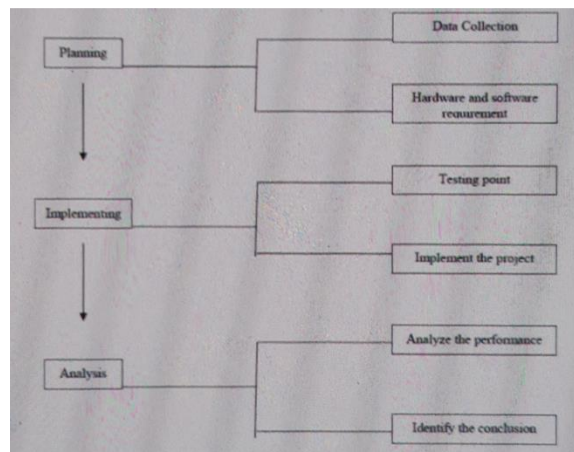 Data Collection
Planning
Hardware and software
requirement
Testing point
Implementing
Implement the project
Analyze the performance
Analysis
Identify the conclusion